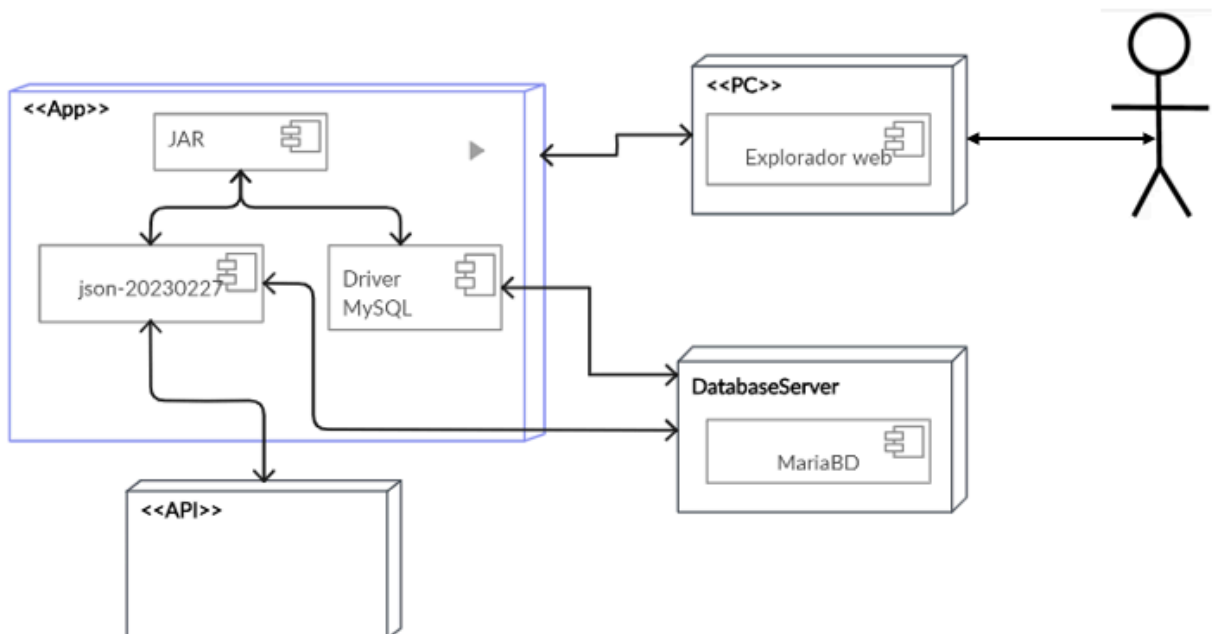 <<App>>
JAR
json-20230227
Driver
MySQL
<<PC>>
Explorador web
DatabaseServer
MariaBD
<<API>>